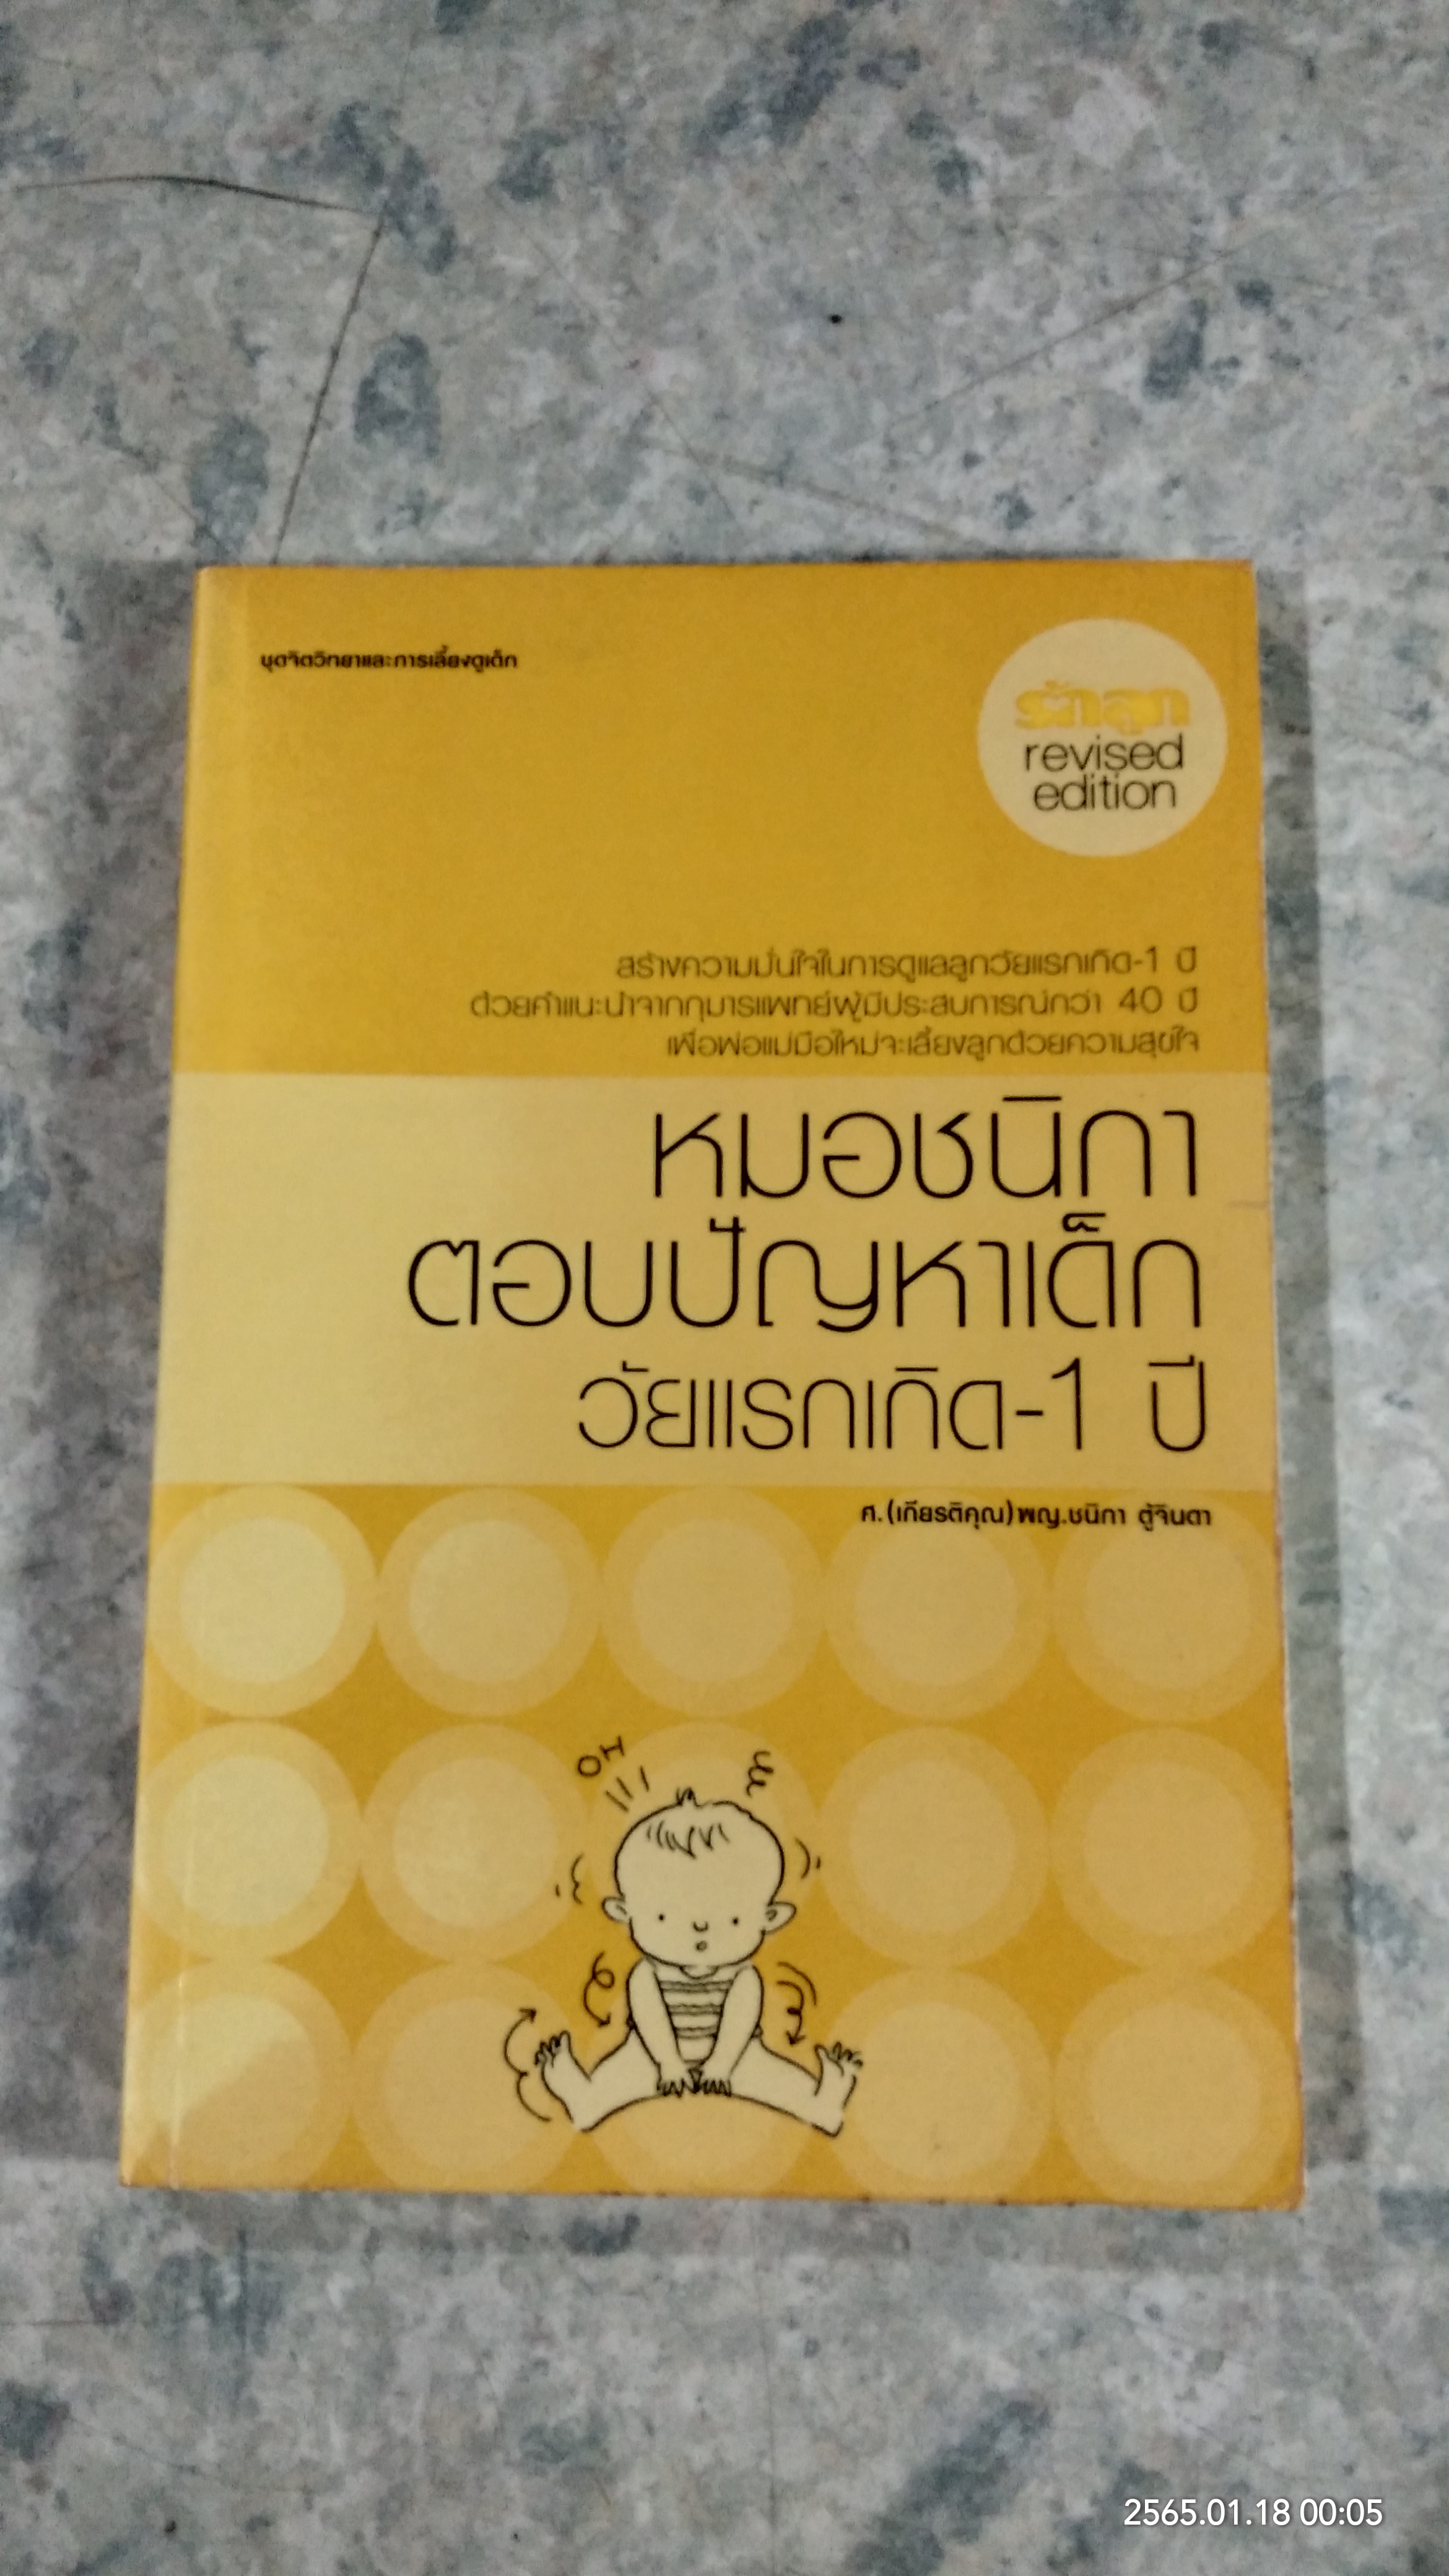 ชุดจิตวิทยาและการเลี้ยงดูเด็ก
รักลูก
revised
edition
สร้างความมั่นใจในการดูแลลูกวัยแรกเกิด-1 ปี
ด้วยคำแนะนำจากกุมารแพทย์ผู้มีประสบการณ์กว่า 40 ปี
เพื่อพ่อแม่มือใหม่จะเลี้ยงลูกด้วยความสุขใจ
หมอชนิกา
ตอบปัญหาเด็ก
วัยแรกเกิด-1 ปี
ศ.(เกียรติคุณ)พญ.ชนิกา ตู้จินดา
OH
2565.01.18 00:05